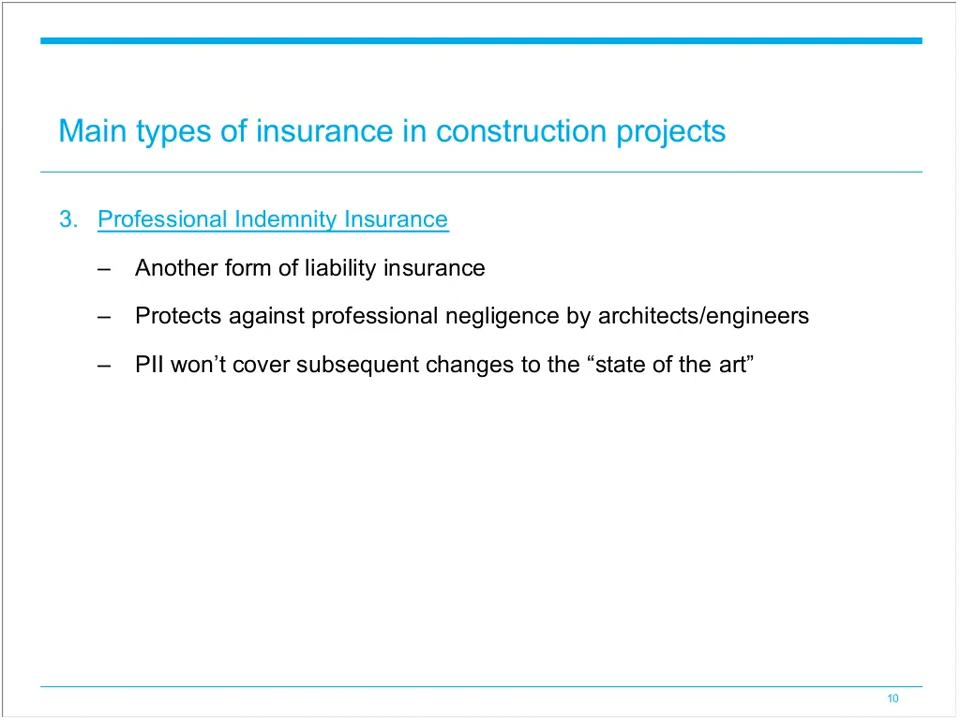 Main types of insurance in construction projects
3. Professional Indemnity Insurance
– Another form of liability insurance
– Protects against professional negligence by architects/engineers
– PII won’t cover subsequent changes to the “state of the art”
10